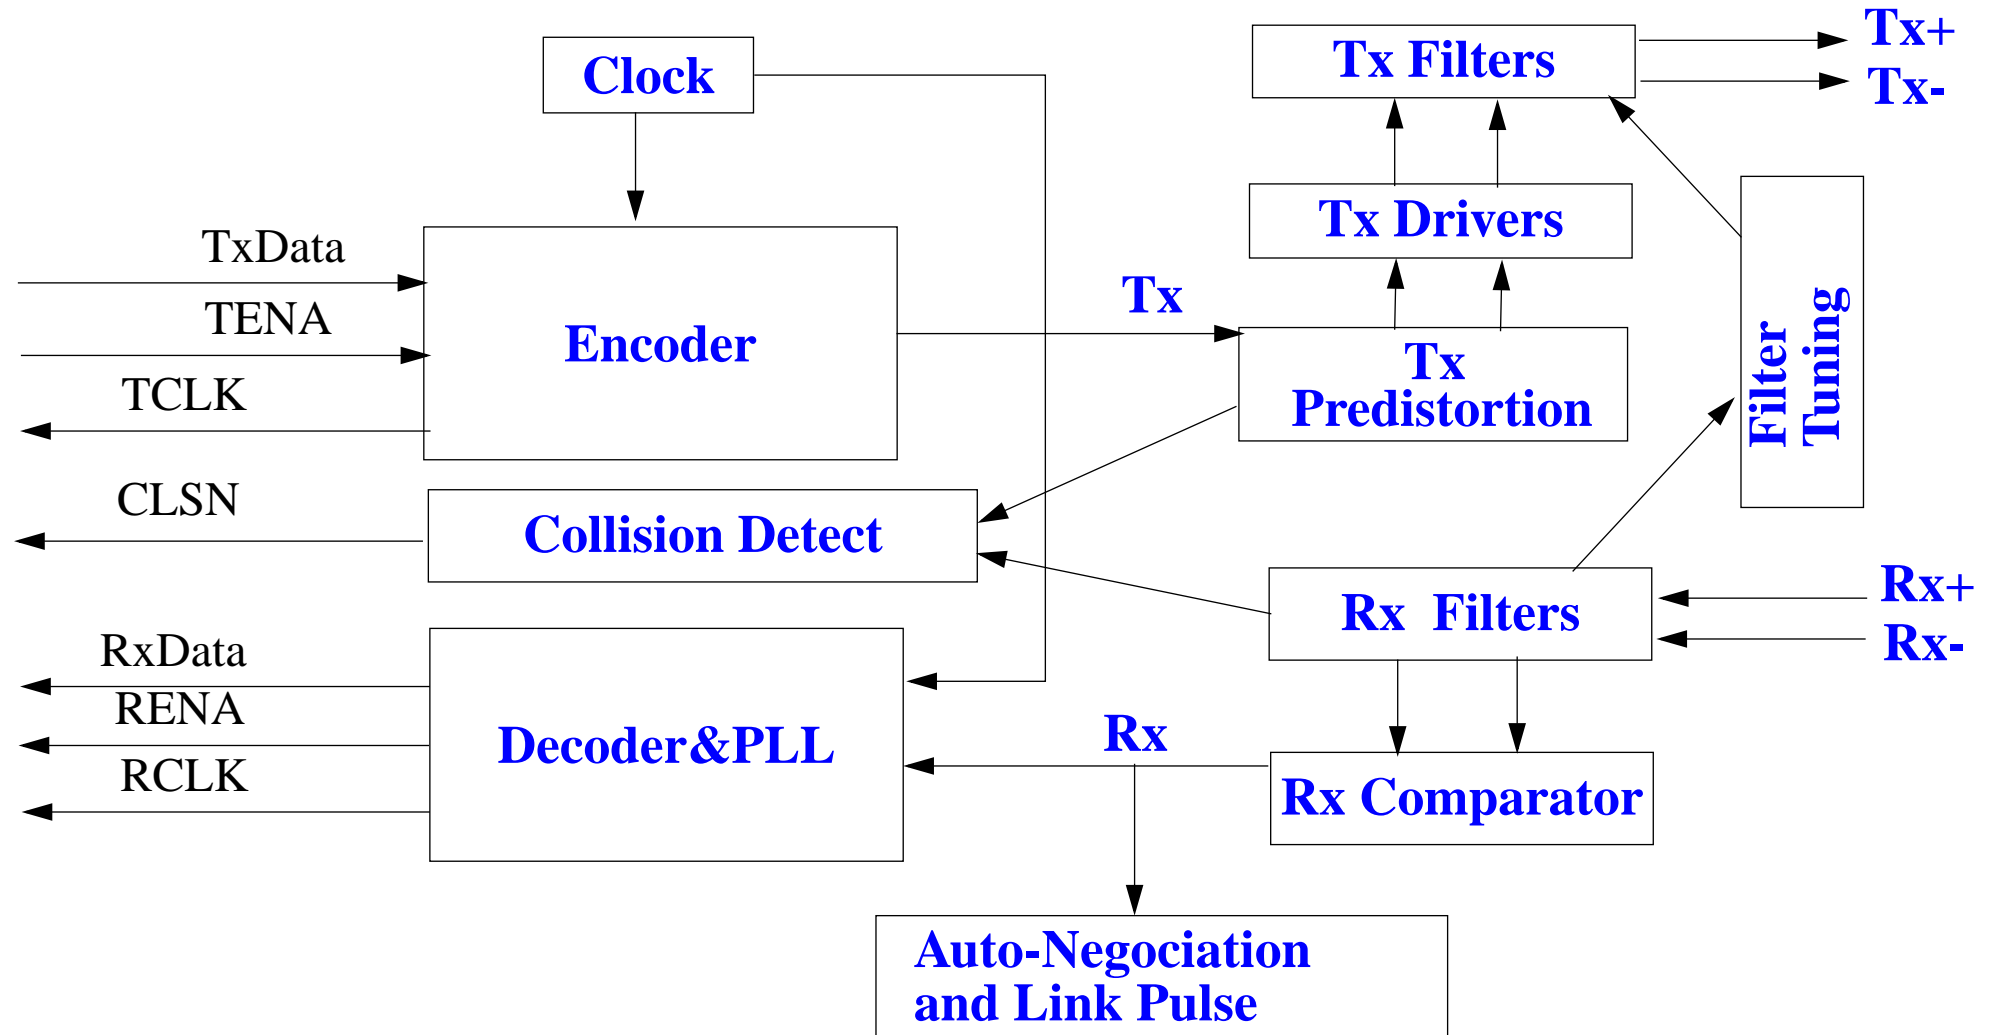 Clock
Tx Filters
Tx+
Tx-
Tx Drivers
TxData
TENA
TCLK
Encoder
Tx
Tx
Predistortion
Filter
Tuning
CLSN
Collision Detect
Rx Filters
Rx+
Rx-
RxData
RENA
RCLK
Decoder&PLL
Rx
Rx Comparator
Auto-Negociation
and Link Pulse